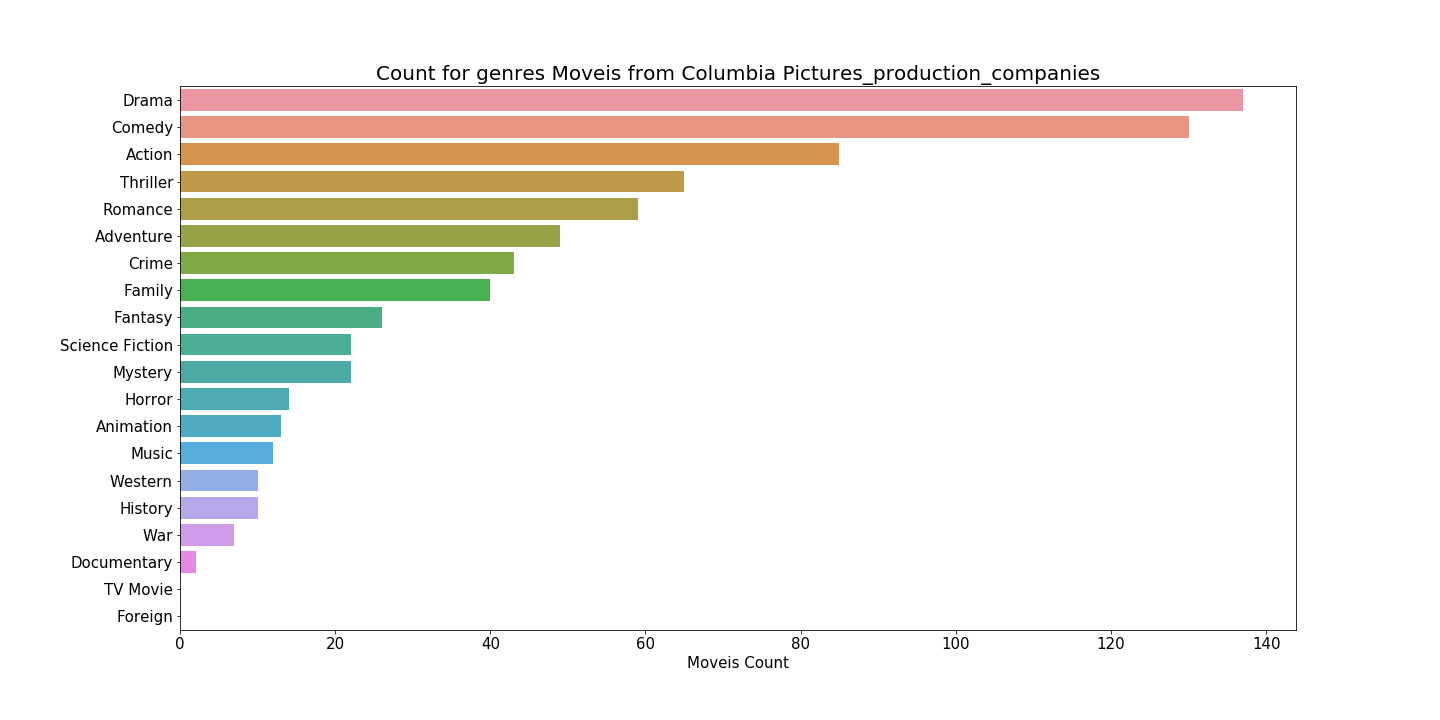 Count for genres Moveis from Columbia Pictures_production_companies
Drama
Comedy
Action
Thriller
Romance
Adventure
Crime
Family
Fantasy
Science Fiction
Mystery
Horror
Animation
Music
Western
History
War
Documentary
TV Movie
Foreign
0 20 40 60 80 100 120 140
Moveis Count